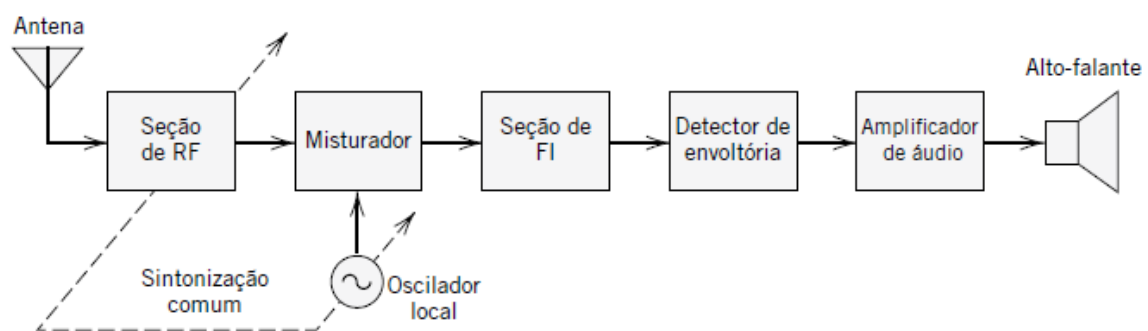 Antena
Seção
de RF
Misturador
Seção de
FI
Detector de
envoltória
Amplificador
de áudio
Alto-falante
Sintonização
comum
Oscilador
local